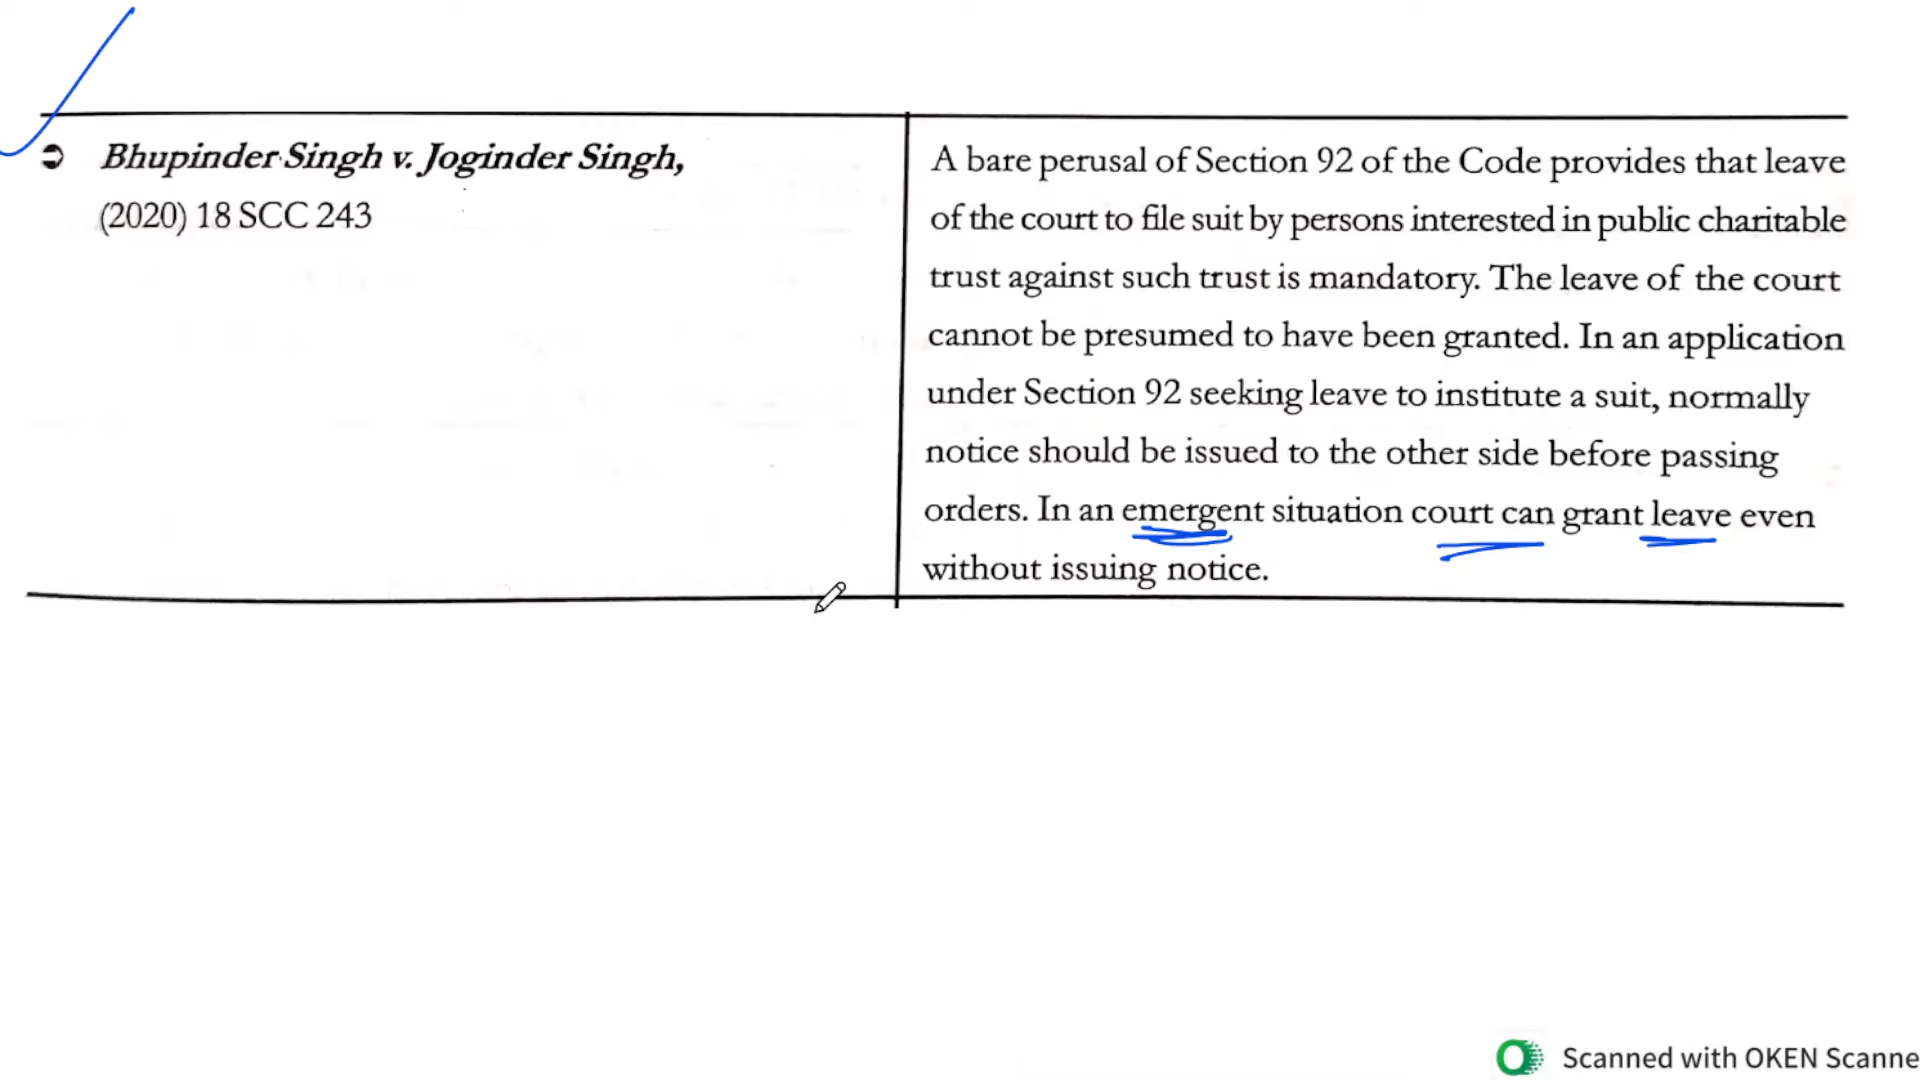 ➲ Bhupinder Singh v. Joginder Singh,
(2020) 18 SCC 243
A bare perusal of Section 92 of the Code provides that leave
of the court to file suit by persons interested in public charitable
trust against such trust is mandatory. The leave of the court
cannot be presumed to have been granted. In an application
under Section 92 seeking leave to institute a suit, normally
notice should be issued to the other side before passing
orders. In an emergent situation court can grant leave even
without issuing notice.
Scanned with OKEN Scanne